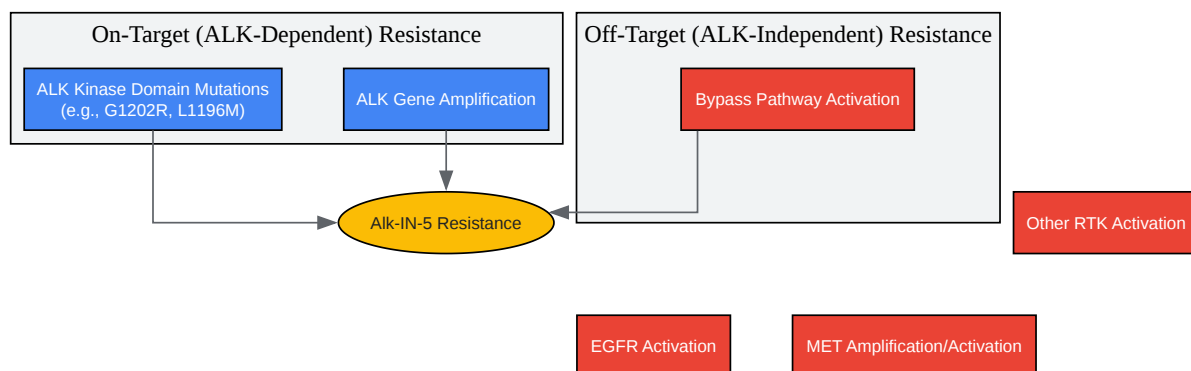 On-Target (ALK-Dependent) Resistance
Off-Target (ALK-Independent) Resistance
ALK Kinase Domain Mutations
(e.g., G1202R, L1196M)
ALK Gene Amplification
Bypass Pathway Activation
Alk-IN-5 Resistance
Other RTK Activation
EGFR Activation
MET Amplification/Activation